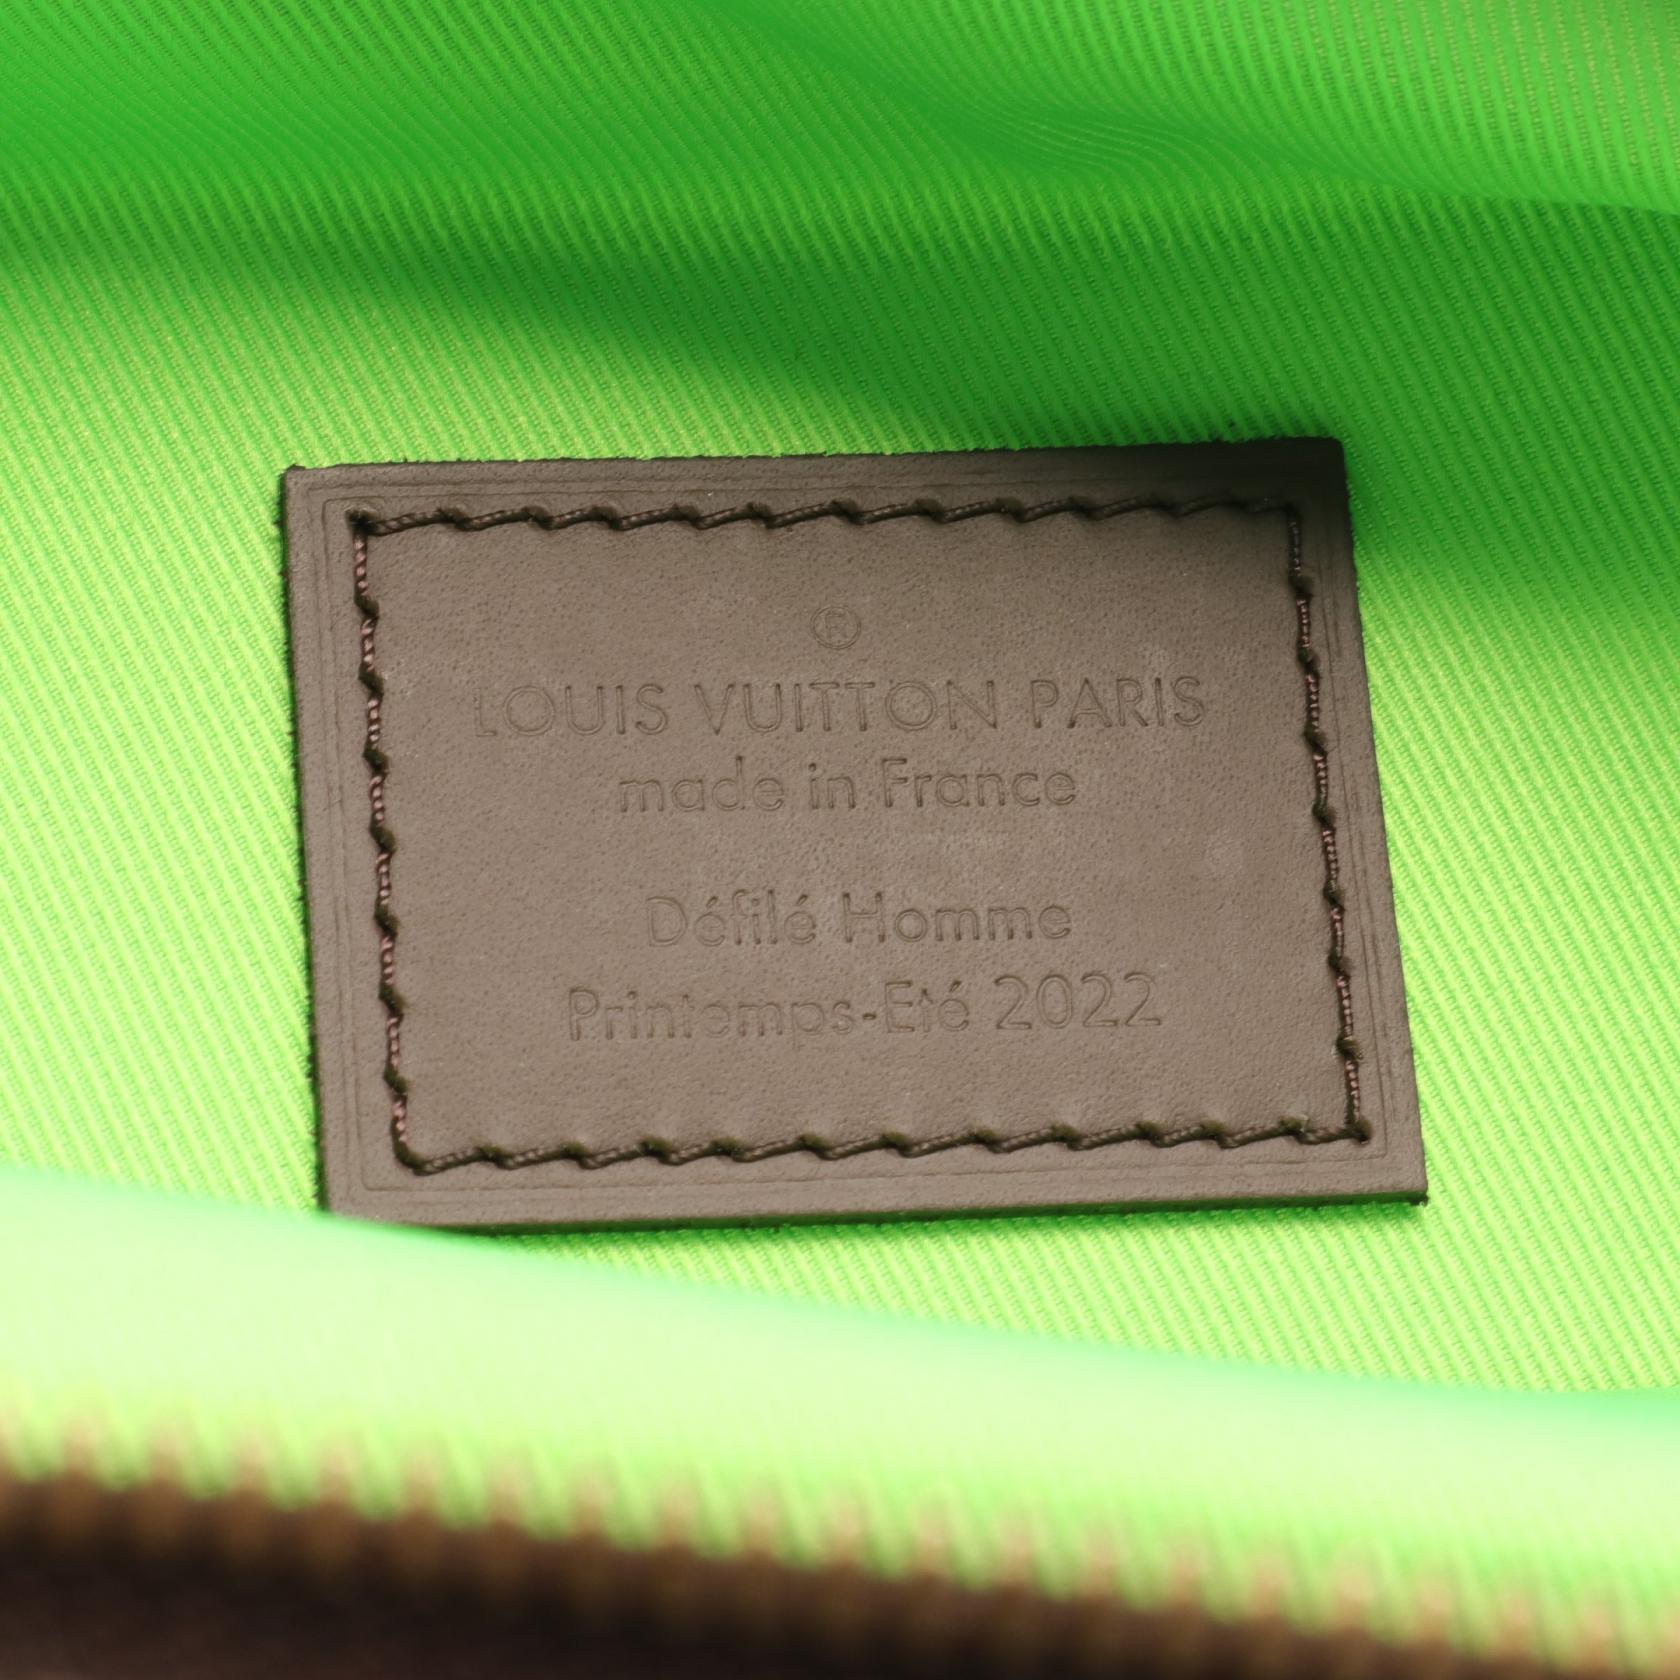 ®
LOUIS VUITTON PARIS
made in France
Défilé Homme
Printemps-Eté 2022